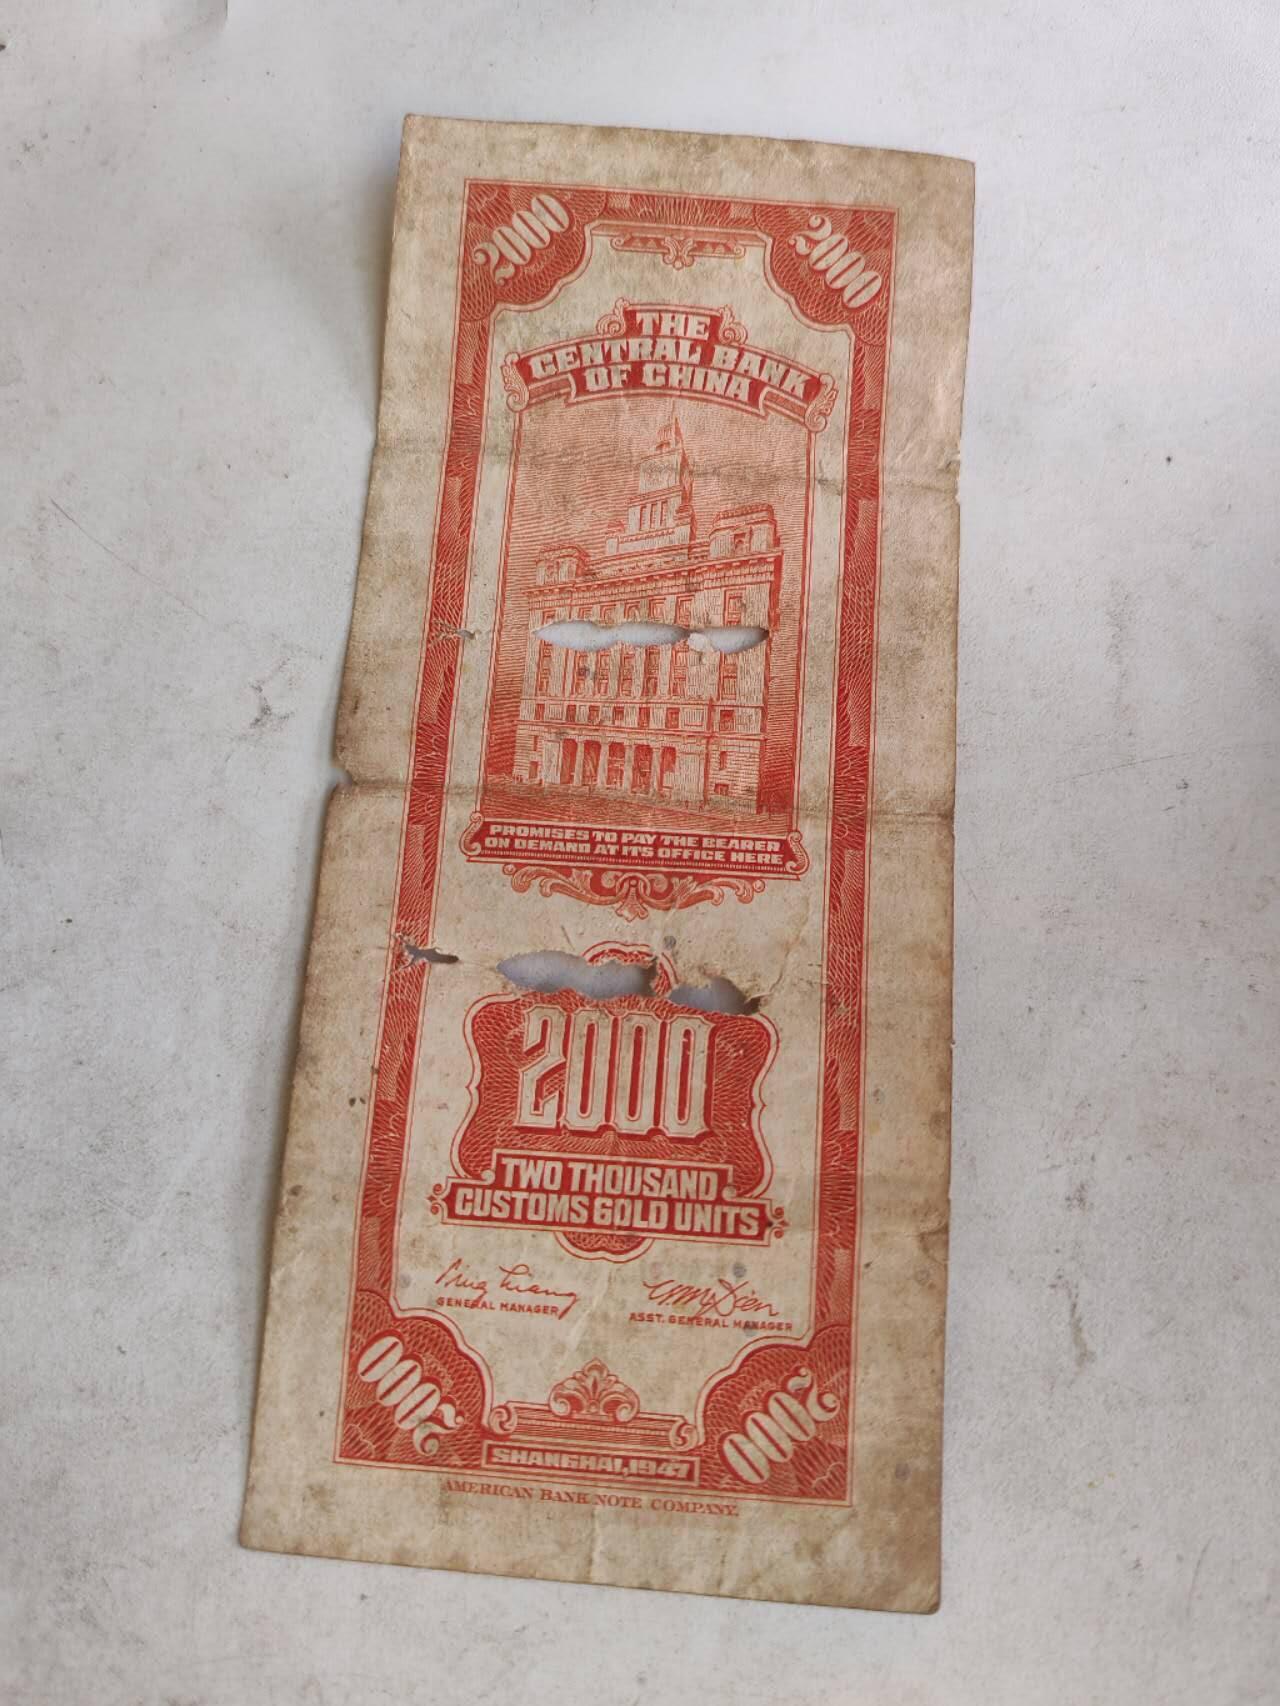 2000 2000
THE
CENTRAL BANK
OF CHINA
PROMISES TO PAY THE BEARER
ON DEMAND AT ITS OFFICE HERE
2000
TWO THOUSAND
CUSTOMS GOLD UNITS
GENERAL MANAGER
ASST. GENERAL MANAGER
2000 2000
SHANGHAI, 1947
AMERICAN BANK NOTE COMPANY.